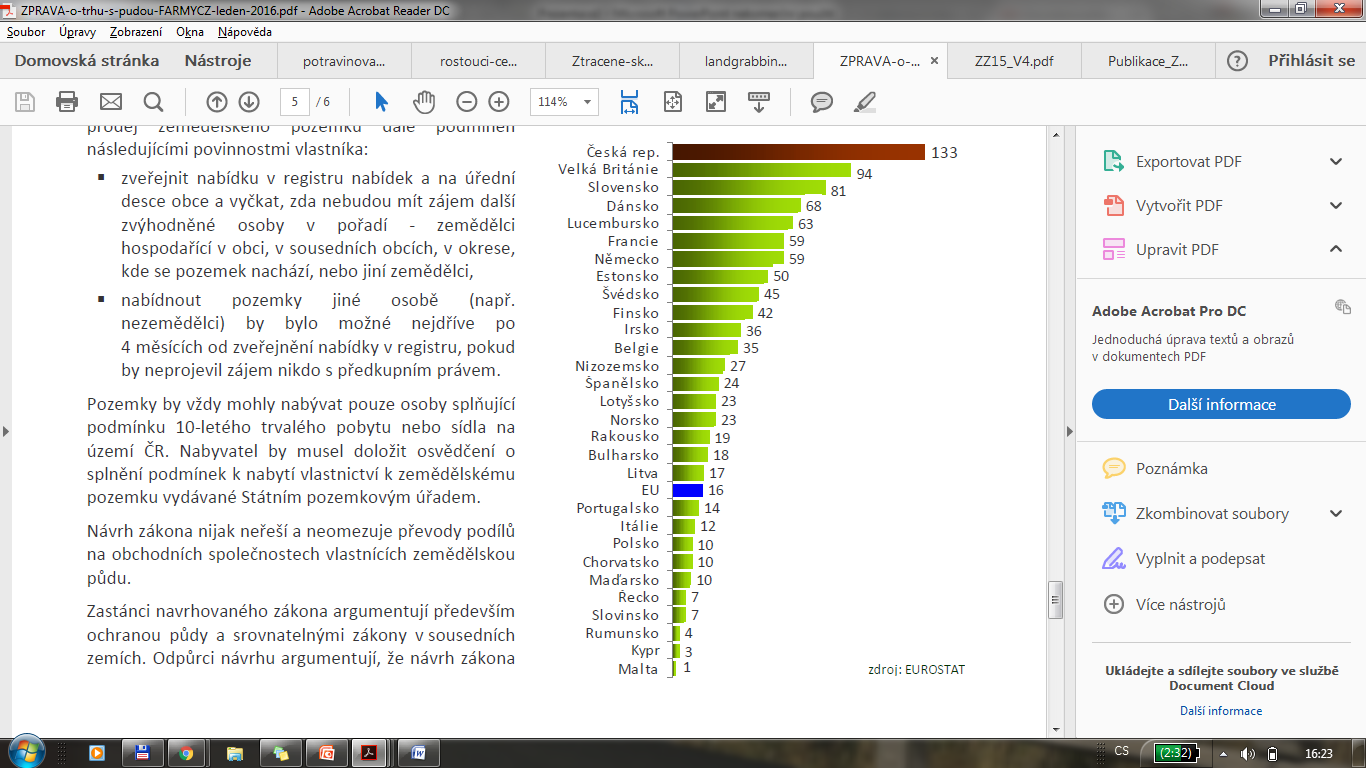 ZPRAVA-o-trhu-s-pudou-FARMYCZ-leden-2016.pdf - Adobe Acrobat Reader DC
Soubor Úpravy Zobrazení Okna Nápověda
Domovská stránka Nástroje potravinova... rostouci-ce... Ztracene-sk... landgrabbin... ZPRAVA-o-... × ZZ15_V4.pdf Publikace_Z... ? Přihlásit se
5 / 6 114%
následujícími povinnostmi vlastníka:
▪ zveřejnit nabídku v registru nabídek a na úřední
desce obce a vyčkat, zda nebudou mít zájem další
zvýhodněné osoby v pořadí - zemědělci
hospodařící v obci, v sousedních obcích, v okrese,
kde se pozemek nachází, nebo jiní zemědělci,
▪ nabídnout pozemky jiné osobě (např.
nezemědělci) by bylo možné nejdříve po
4 měsících od zveřejnění nabídky v registru, pokud
by neprojevil zájem nikdo s předkupním právem.
Pozemky by vždy mohly nabývat pouze osoby splňující
podmínku 10-letého trvalého pobytu nebo sídla na
území ČR. Nabyvatel by musel doložit osvědčení o
splnění podmínek k nabytí vlastnictví k zemědělskému
pozemku vydávané Státním pozemkovým úřadem.
Návrh zákona nijak neřeší a neomezuje převody podílů
na obchodních společnostech vlastnících zemědělskou
půdu.
Zastánci navrhovaného zákona argumentují především
ochranou půdy a srovnatelnými zákony v sousedních
zemích. Odpůrci návrhu argumentují, že návrh zákona
Česká rep. 133
Velká Británie 94
Slovensko 81
Dánsko 68
Lucembursko 63
Francie 59
Německo 59
Estonsko 50
Švédsko 45
Finsko 42
Irsko 36
Belgie 35
Nizozemsko 27
Španělsko 24
Lotyšsko 23
Norsko 23
Rakousko 19
Bulharsko 18
Litva 17
EU 16
Portugalsko 14
Itálie 12
Polsko 10
Chorvatsko 10
Maďarsko 10
Řecko 7
Slovinsko 7
Rumunsko 4
Kypr 3
Malta 1
zdroj: EUROSTAT
Exportovat PDF
Vytvořit PDF
Upravit PDF
Adobe Acrobat Pro DC
Jednoduchá úprava textů a obrazů
v dokumentech PDF
Další informace
Poznámka
Zkombinovat soubory
Vyplnit a podepsat
Více nástrojů
Ukládejte a sdílejte soubory ve službě
Document Cloud
Další informace
CS (2:32) 16:23